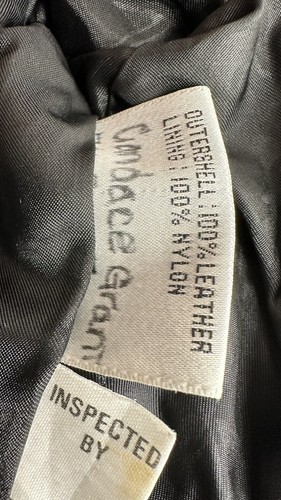 OUTERSHELL : 100% LEATHER
LINING : 100% NYLON
Candace Grant
INSPECTED
BY